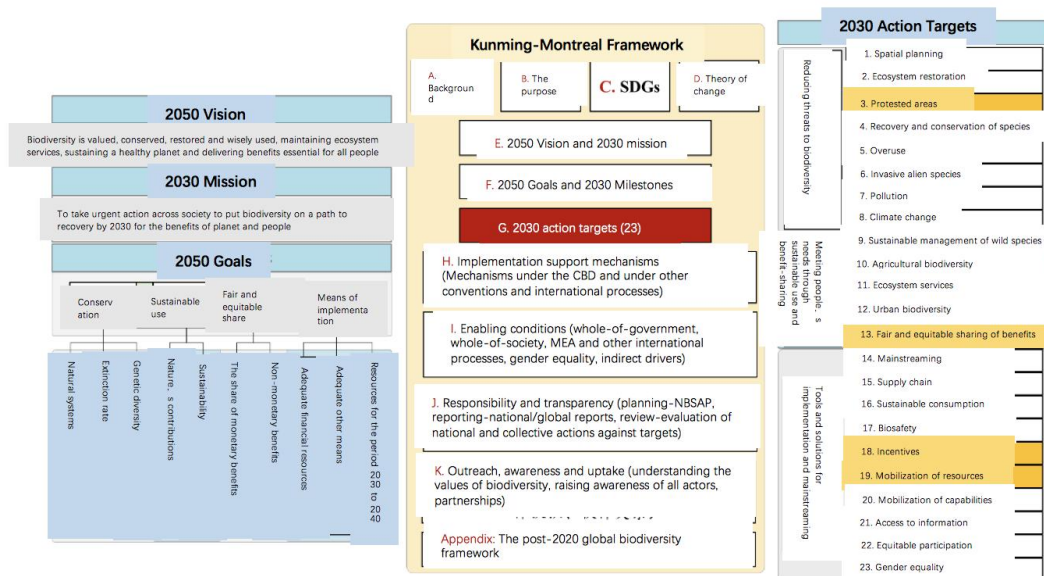 2050 Vision
Biodiversity is valued, conserved, restored and wisely used, maintaining ecosystem
services, sustaining a healthy planet and delivering benefits essential for all people
2030 Mission
To take urgent action across society to put biodiversity on a path to
recovery by 2030 for the benefits of planet and people
2050 Goals
Conserv
ation
Sustainable
use
Fair and
equitable
share
Means of
implementa
tion
Natural systems
Extinction rate
Genetic diversity
Nature, s contributions
Sustainability
The share of monetary benefits
Non-monetary benefits
Adequate financial resources
Adequate other means
Resources for the period 20
30
to
20
40
Kunming-Montreal Framework
A.
Backgroun
d
B. The
purpose
C. SDGs
D. Theory of
change
E. 2050 Vision and 2030 mission
F. 2050 Goals and 2030 Milestones
G. 2030 action targets (23)
H. Implementation support mechanisms
(Mechanisms under the CBD and under other
conventions and international processes)
I. Enabling conditions (whole-of-government,
whole-of-society, MEA and other international
processes, gender equality, indirect drivers)
J. Responsibility and transparency (planning-NBSAP,
reporting-national/global reports, review-evaluation of
national and collective actions against targets)
K. Outreach, awareness and uptake (understanding the
values of biodiversity, raising awareness of all actors,
partnerships)
Appendix: The post-2020 global biodiversity
framework
2030 Action Targets
Reducing threats to biodiversity
1. Spatial planning
2. Ecosystem restoration
3. Protested areas
4. Recovery and conservation of species
5. Overuse
6. Invasive alien species
7. Pollution
8. Climate change
Meeting people, s
needs through
sustainable use and
benefit-sharing
9. Sustainable management of wild species
10. Agricultural biodiversity
11. Ecosystem services
12. Urban biodiversity
13. Fair and equitable sharing of benefits
Tools and solutions for
implementation and mainstreaming
14. Mainstreaming
15. Supply chain
16. Sustainable consumption
17. Biosafety
18. Incentives
19. Mobilization of resources
20. Mobilization of capabilities
21. Access to information
22. Equitable participation
23. Gender equality